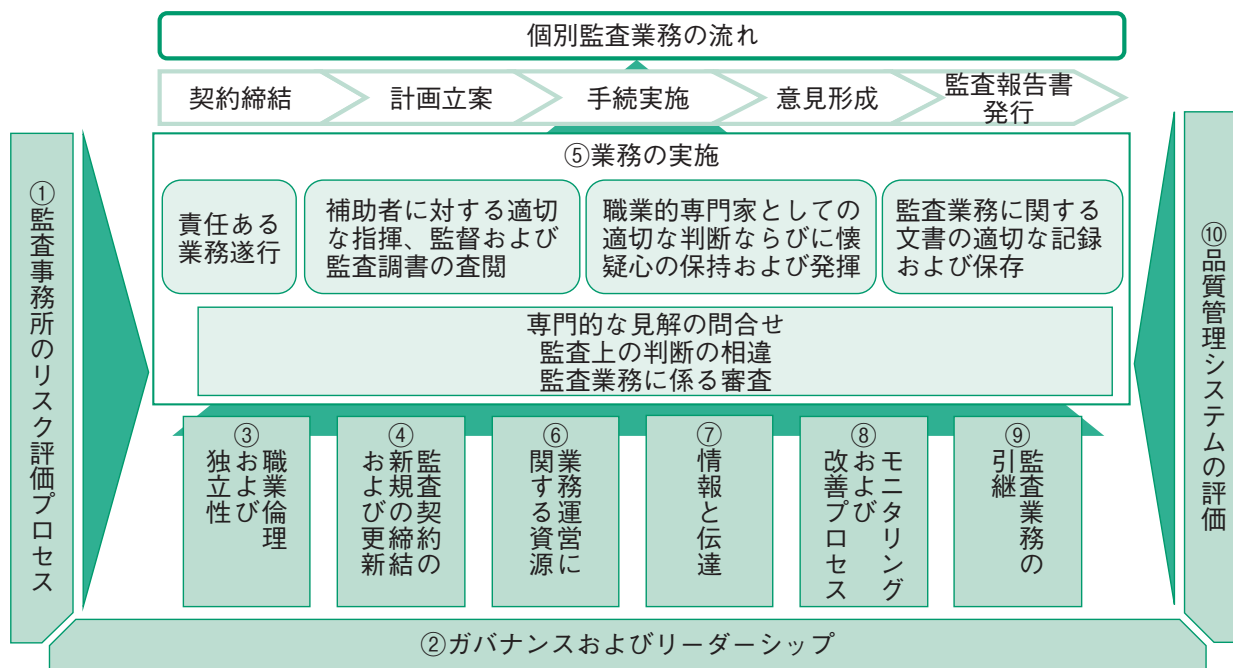 個別監査業務の流れ
契約締結
計画立案
手続実施
意見形成
監査報告書
発行
①監査事務所のリスク評価プロセス
⑤業務の実施
責任ある
業務遂行
補助者に対する適切
な指揮、監督および
監査調書の査閲
職業的専門家としての
適切な判断ならびに懐
疑心の保持および発揮
監査業務に関する
文書の適切な記録
および保存
専門的な見解の問合せ
監査上の判断の相違
監査業務に係る審査
③
職業倫理
および
独立性
④
監査契約の
新規の締結
および更新
⑥
業務運営に
関する資源
⑦
情報と伝達
⑧
モニタリング
および
改善プロセス
⑨
監査業務の
引継
⑩品質管理システムの評価
②ガバナンスおよびリーダーシップ